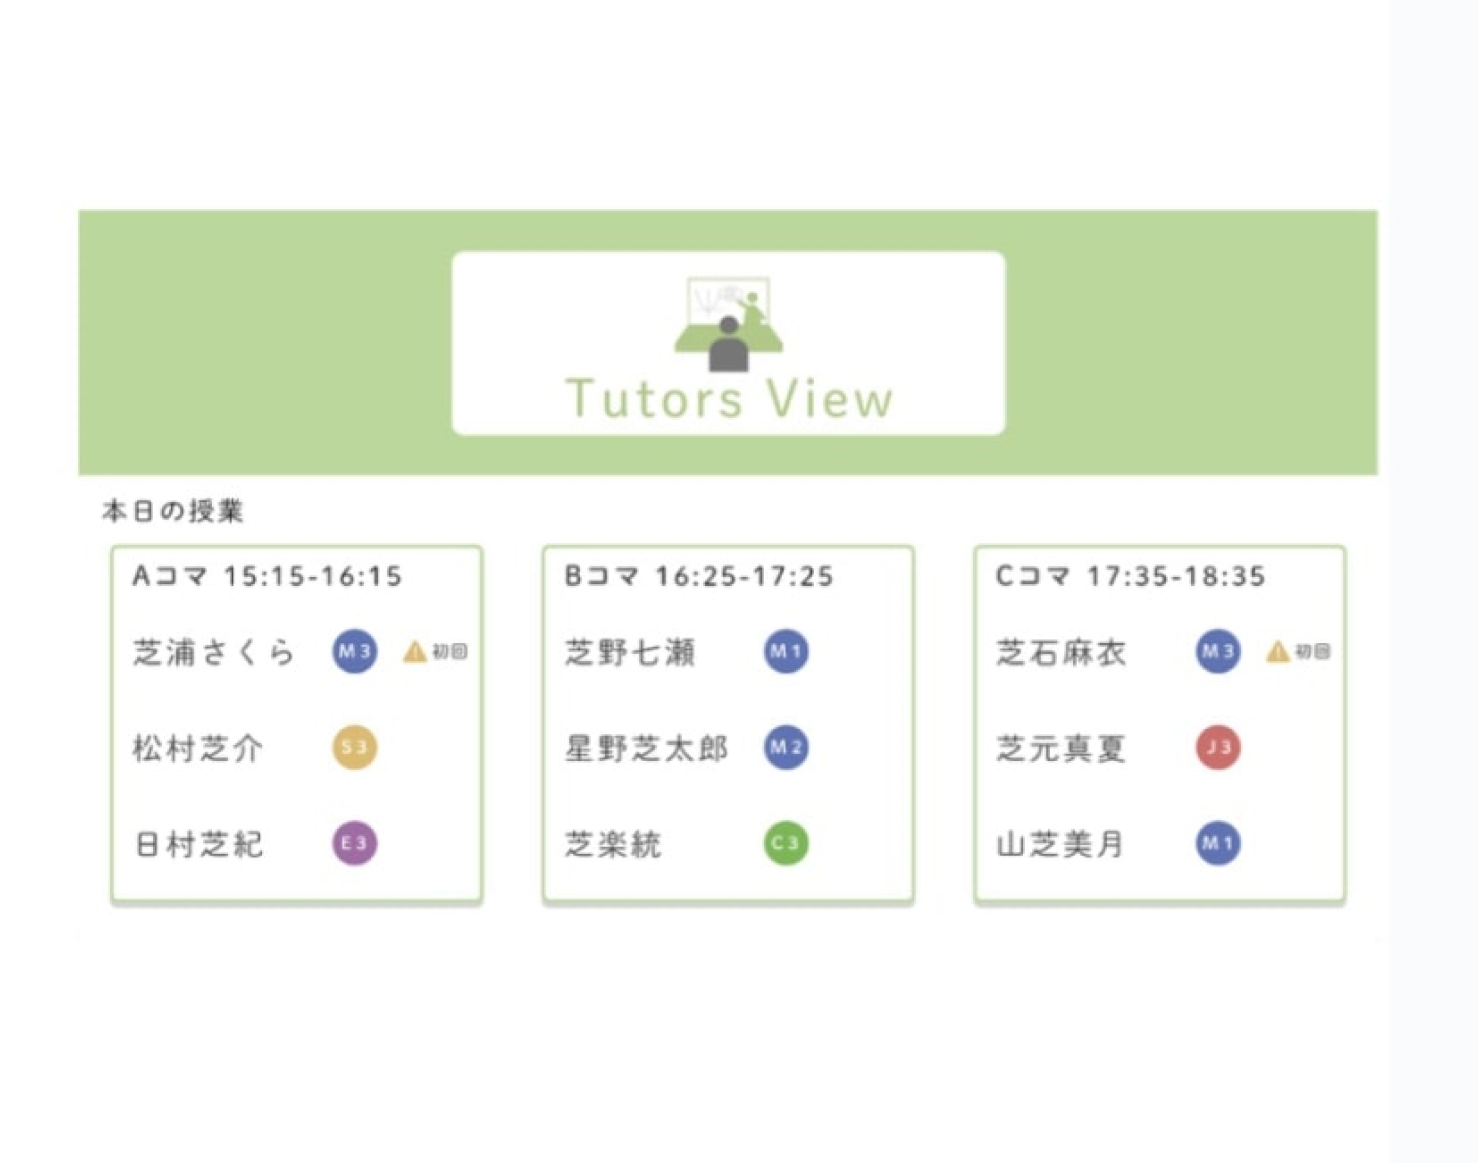 Tutors View
本日の授業
Aコマ 15:15-16:15
芝浦さくら M3 初回
松村芝介 S3
日村芝紀 E3
Bコマ 16:25-17:25
芝野七瀬 M1
星野芝太郎 M2
芝楽統 C3
Cコマ 17:35-18:35
芝石麻衣 M3 初回
芝元真夏 J3
山芝美月 M1